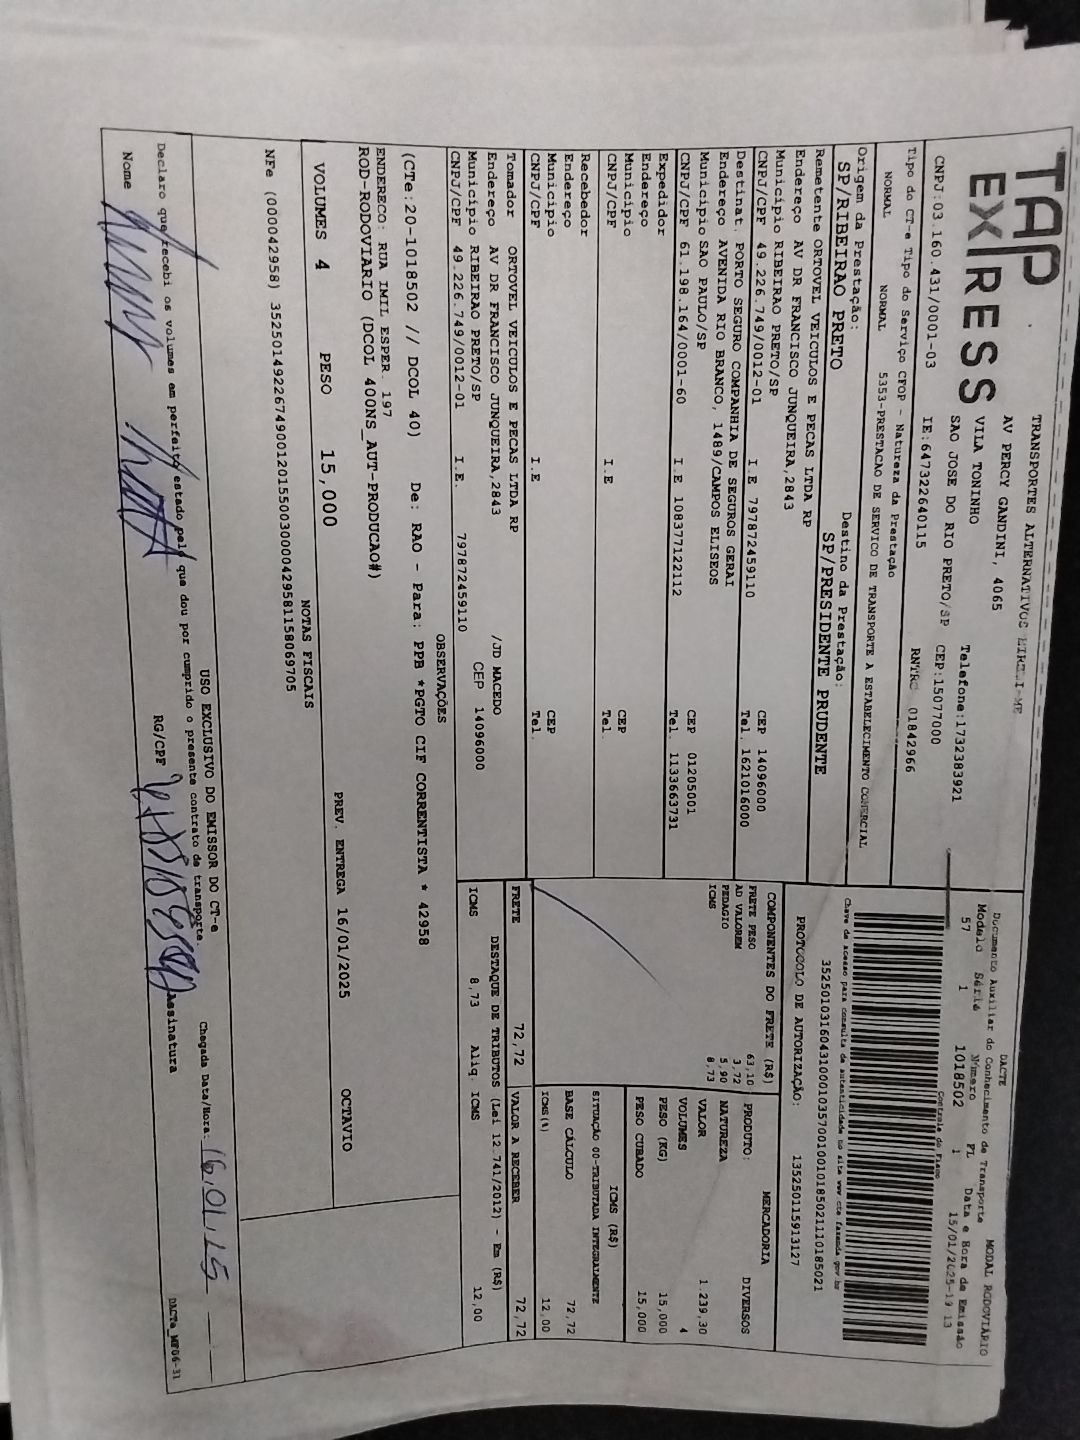 TAP EXPRESS
TRANSPORTES ALTERNATIVOS EIRELI-ME
AV PERCY GANDINI, 4065
VILA TONINHO
SAO JOSE DO RIO PRETO/SP
Telefone:1732383921
CNPJ:03.160.431/0001-03
IE:647322640115
CEP:15077000
RNTRC 01842966
DACTE
Documento Auxiliar do Conhecimento de Transporte
MODAL RODOVIÁRIO
Modelo Série Número FL Data e Hora de Emissão
57 1 1018502 1 15/01/2025-19 13
Controle do Fisco
Tipo do CT-e Tipo do Serviço CFOP - Natureza da Prestação
NORMAL NORMAL 5353-PRESTACAO DE SERVICO DE TRANSPORTE A ESTABELECIMENTO COMERCIAL
Chave de acesso para consulta de autenticidade no site www cte fazenda gov.br
PROTOCOLO DE AUTORIZAÇÃO: 135250115913127
Origem da Prestação: Destino da Prestação:
SP/RIBEIRAO PRETO SP/PRESIDENTE PRUDENTE
Remetente ORTOVEL VEICULOS E PECAS LTDA RP
Endereço AV DR FRANCISCO JUNQUEIRA,2843
Município RIBEIRAO PRETO/SP CEP 14096000
CNPJ/CPF 49.226.749/0012-01 I.E 797872459110 Tel. 1621016000
Destinat. PORTO SEGURO COMPANHIA DE SEGUROS GERAI
Endereço AVENIDA RIO BRANCO, 1489/CAMPOS ELISEOS
Município SAO PAULO/SP CEP 01205001
CNPJ/CPF 61.198.164/0001-60 I.E 108377122112 Tel. 1133663731
Expedidor
Endereço
Município CEP
CNPJ/CPF I.E Tel.
Recebedor
Endereço
Município CEP
CNPJ/CPF I.E Tel.
Tomador ORTOVEL VEICULOS E PECAS LTDA RP
Endereço AV DR FRANCISCO JUNQUEIRA,2843 /JD MACEDO
Município RIBEIRAO PRETO/SP CEP 14096000
CNPJ/CPF 49.226.749/0012-01 I.E. 797872459110
COMPONENTES DO FRETE (R$)
FRETE PESO 63,10
AD VALOREM 3,72
PEDAGIO 5,90
ICMS 8,73
MERCADORIA
PRODUTO: DIVERSOS
NATUREZA
VALOR 1.239,30
VOLUMES 4
PESO (KG) 15,000
PESO CUBADO 15,000
ICMS (R$)
SITUAÇÃO 00-TRIBUTADA INTEGRALMENTE
BASE CÁLCULO 72,72
ICMS(%) 12,00
FRETE 72,72 VALOR A RECEBER 72,72
DESTAQUE DE TRIBUTOS (Lei 12.741/2012) - Em (R$)
ICMS 8,73 Aliq. ICMS 12,00
OBSERVAÇÕES
(CTe:20-1018502 // DCOL 40) De: RAO - Para: PPB *PGTO CIF CORRENTISTA * 42958
ENDERECO: RUA IMIL ESPER. 197
ROD-RODOVIARIO (DCOL 400NS_AUT-PRODUCAO#)
VOLUMES 4 PESO 15,000 PREV. ENTREGA 16/01/2025 OCTAVIO
NOTAS FISCAIS
NFe (000042958)
USO EXCLUSIVO DO EMISSOR DO CT-e
Declaro que recebi os volumes em perfeito estado pelo que dou por cumprido o presente contrato de transporte.
Chegada Data/Hora: 16.01.15
Nome RG/CPF Assinatura
DACTe_MF06-31